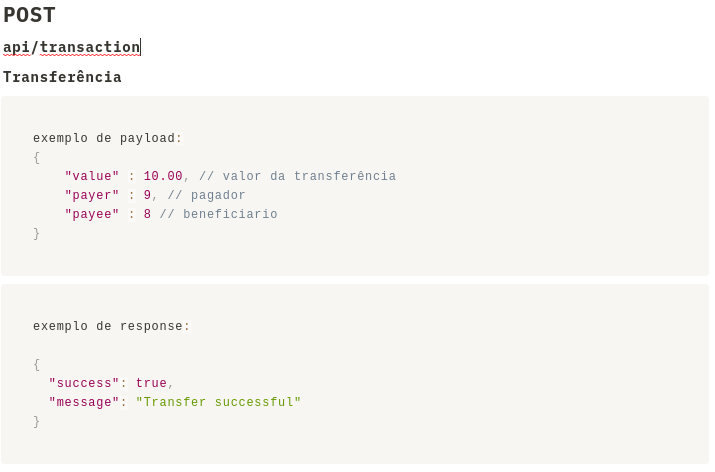 POST
api/transaction
Transferência
exemplo de payload:
{
"value" : 10.00, // valor da transferência
"payer" : 9, // pagador
"payee" : 8 // beneficiario
}
exemplo de response:
{
"success": true,
"message": "Transfer successful"
}